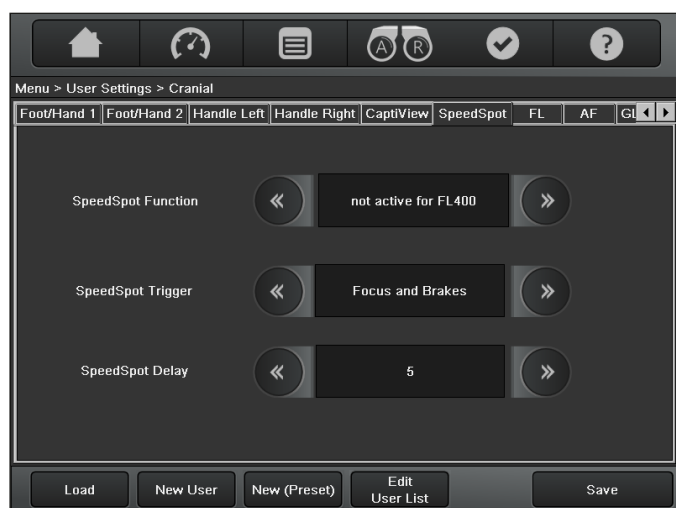 A R ?
Menu > User Settings > Cranial
Foot/Hand 1 Foot/Hand 2 Handle Left Handle Right CaptiView SpeedSpot FL AF GL
SpeedSpot Function not active for FL400
SpeedSpot Trigger Focus and Brakes
SpeedSpot Delay 5
Load New User New (Preset) Edit User List Save